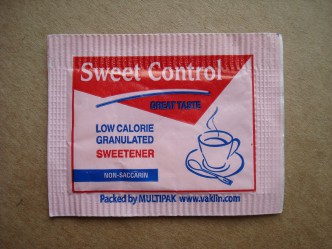 Sweet Control
GREAT TASTE
LOW CALORIE
GRANULATED
SWEETENER
NON-SACCARIN
Packed by MULTIPAK www.vaklin.com